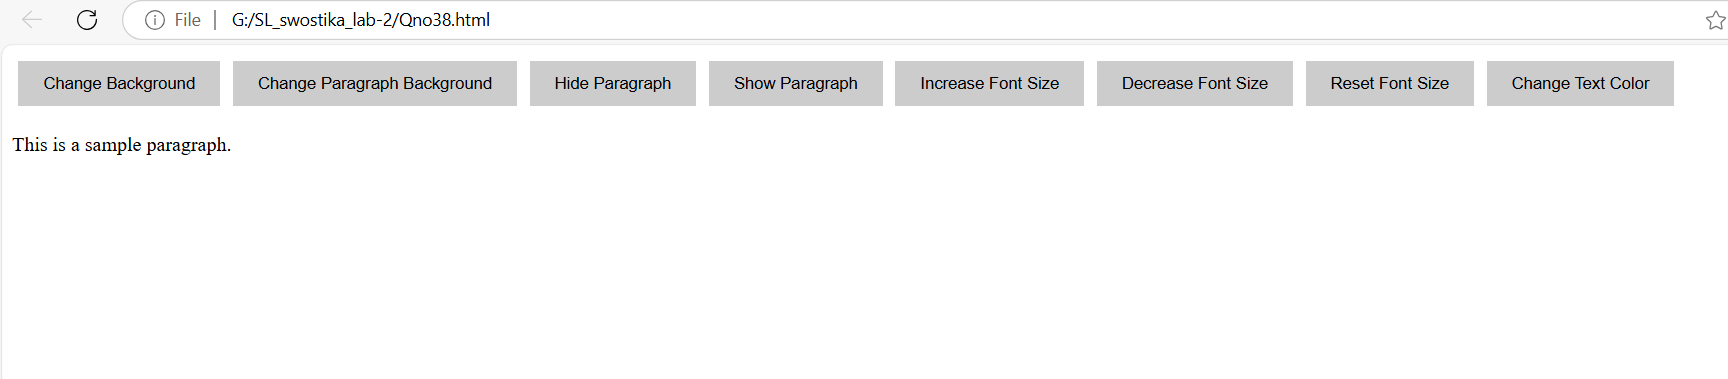 File | G:/SL_swostika_lab-2/Qno38.html
Change Background Change Paragraph Background Hide Paragraph Show Paragraph Increase Font Size Decrease Font Size Reset Font Size Change Text Color
This is a sample paragraph.